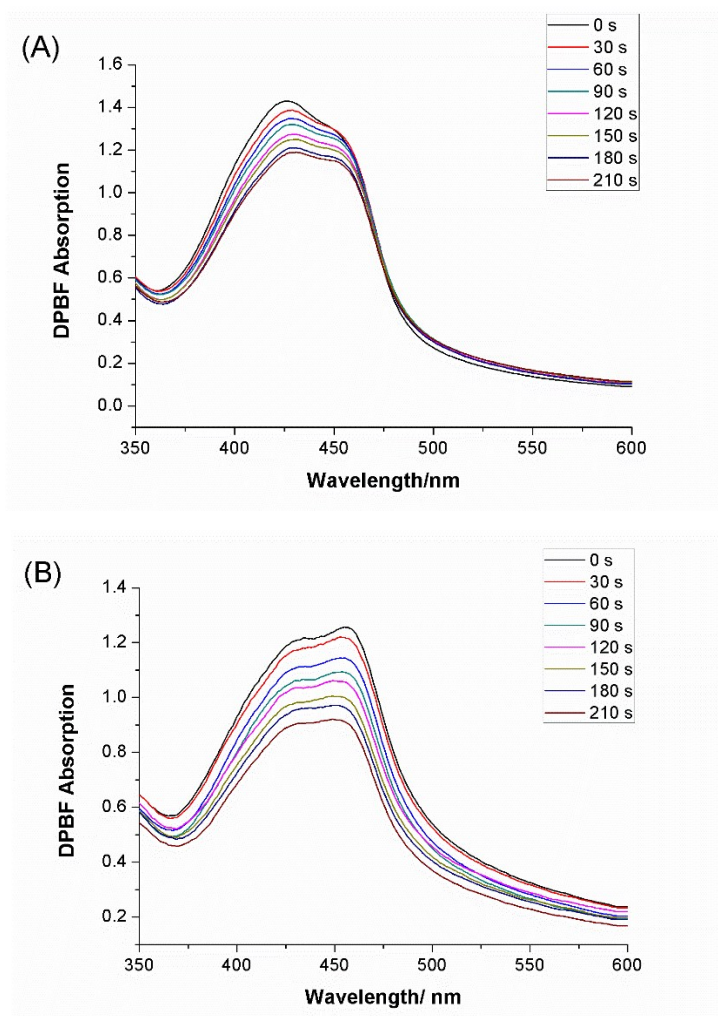 (A)
0 s
30 s
60 s
90 s
120 s
150 s
180 s
210 s
1.6
1.4
1.2
1.0
0.8
0.6
0.4
0.2
0.0
DPBF Absorption
350 400 450 500 550 600
Wavelength/nm
(B)
0 s
30 s
60 s
90 s
120 s
150 s
180 s
210 s
1.4
1.2
1.0
0.8
0.6
0.4
0.2
DPBF Absorption
350 400 450 500 550 600
Wavelength/ nm